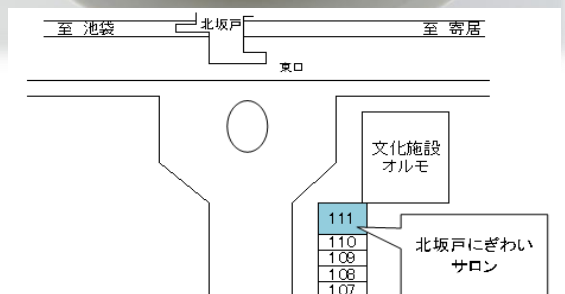 至 池袋
北坂戸
至 寄居
東口
文化施設
オルモ
111
110
109
108
107
北坂戸にぎわい
サロン